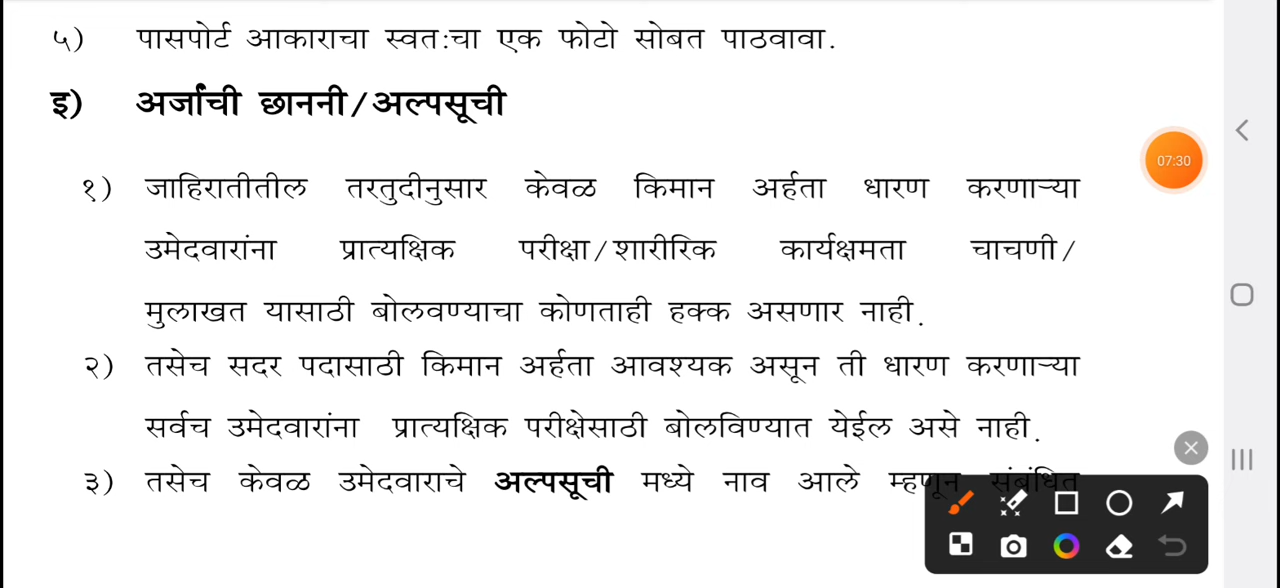 ५) पासपोर्ट आकाराचा स्वतःचा एक फोटो सोबत पाठवावा.
इ) अर्जांची छाननी/अल्पसूची
07:30
१) जाहिरातीतील तरतुदीनुसार केवळ किमान अर्हता धारण करणाऱ्या
उमेदवारांना प्रात्यक्षिक परीक्षा/शारीरिक कार्यक्षमता चाचणी/
मुलाखत यासाठी बोलवण्याचा कोणताही हक्क असणार नाही.
२) तसेच सदर पदासाठी किमान अर्हता आवश्यक असून ती धारण करणाऱ्या
सर्वच उमेदवारांना प्रात्यक्षिक परीक्षेसाठी बोलविण्यात येईल असे नाही.
३) तसेच केवळ उमेदवाराचे अल्पसूची मध्ये नाव आले म्हणून संबंधित